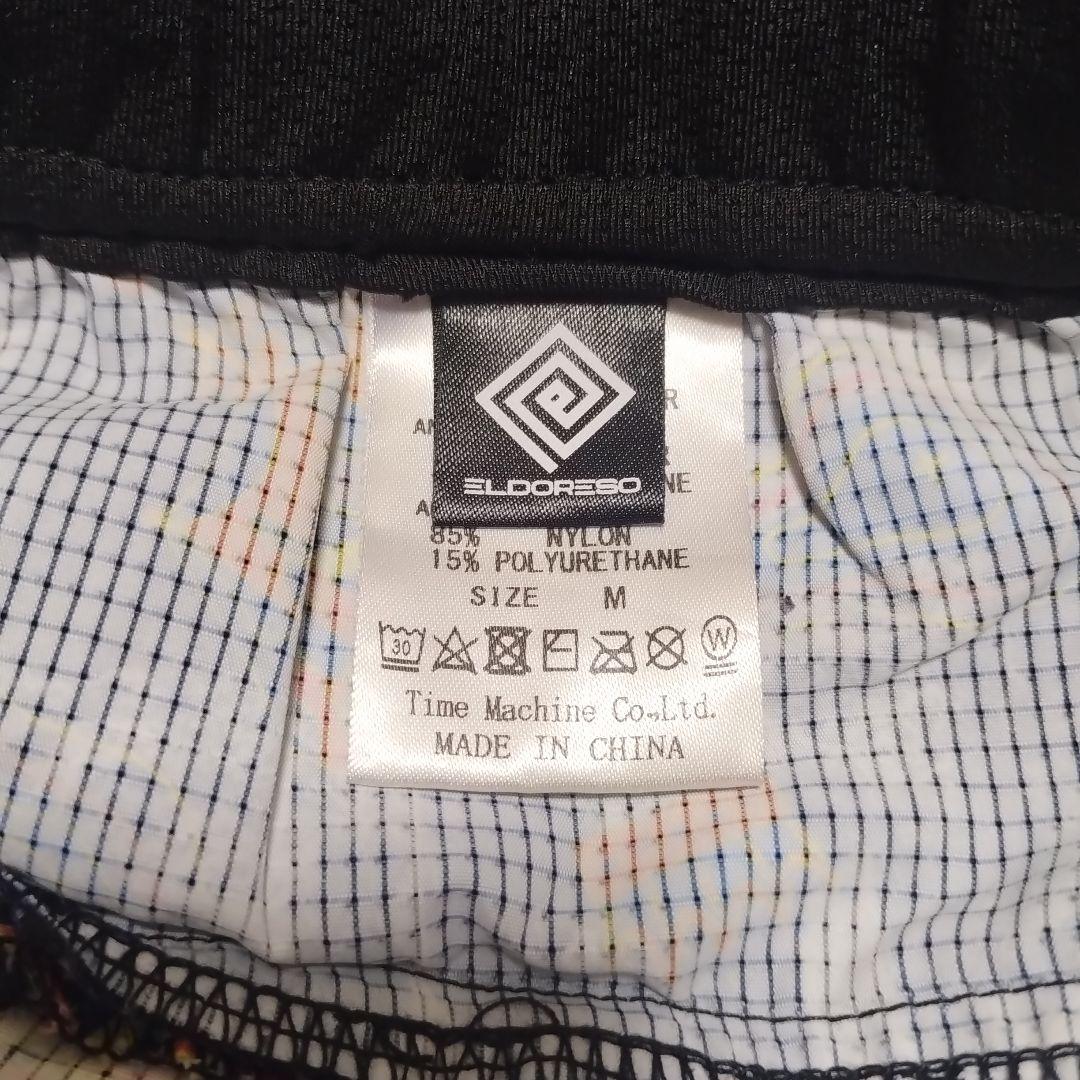 ELDORESO
85% NYLON
15% POLYURETHANE
SIZE M
30
W
Time Machine Co.,Ltd.
MADE IN CHINA